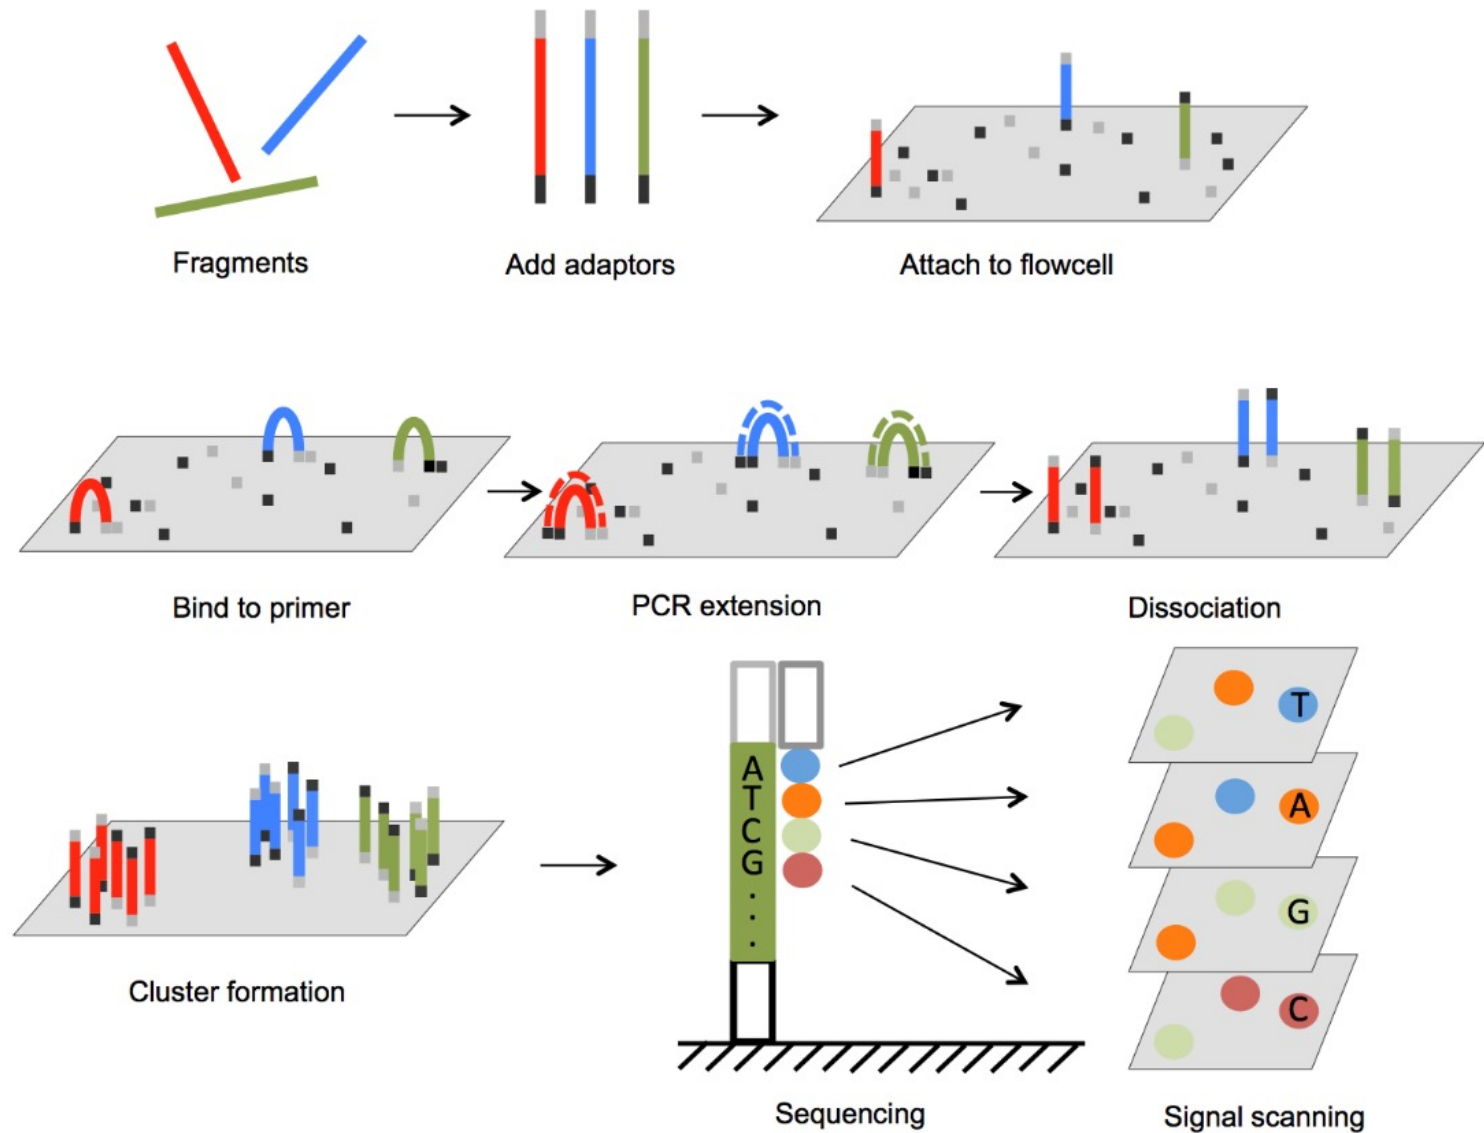 Fragments
Add adaptors
Attach to flowcell
Bind to primer
PCR extension
Dissociation
A
T
C
G
.
.
.
T
A
G
C
Cluster formation
Sequencing
Signal scanning